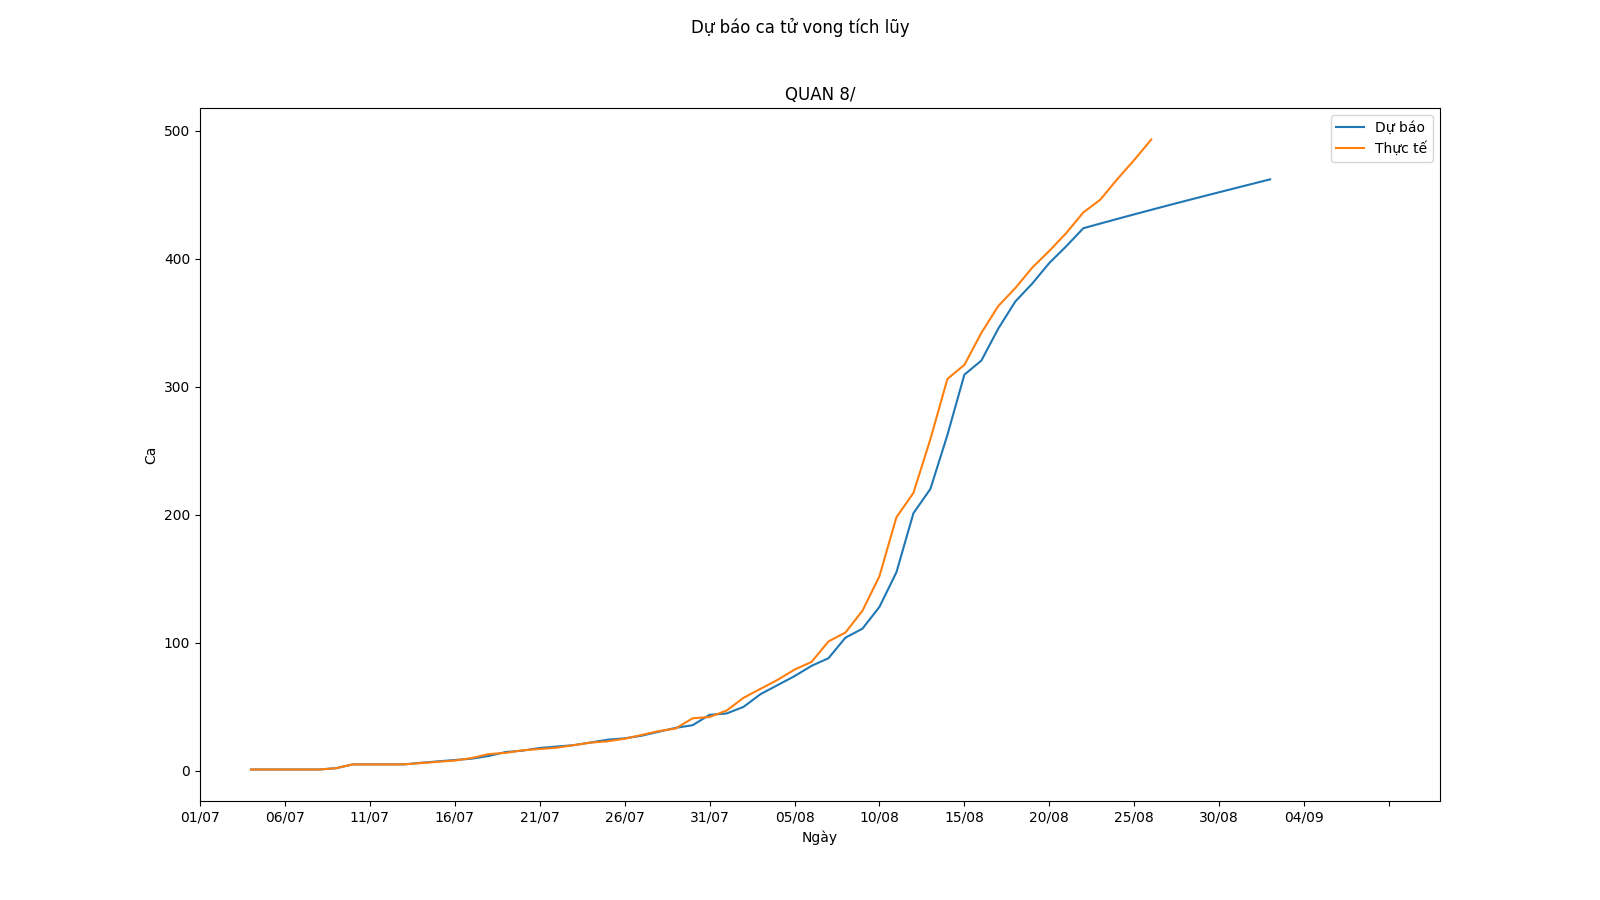 Dự báo ca tử vong tích lũy
QUAN 8/
Dự báo
Thực tế
500
400
300
200
100
0
Ca
01/07 06/07 11/07 16/07 21/07 26/07 31/07 05/08 10/08 15/08 20/08 25/08 30/08 04/09
Ngày